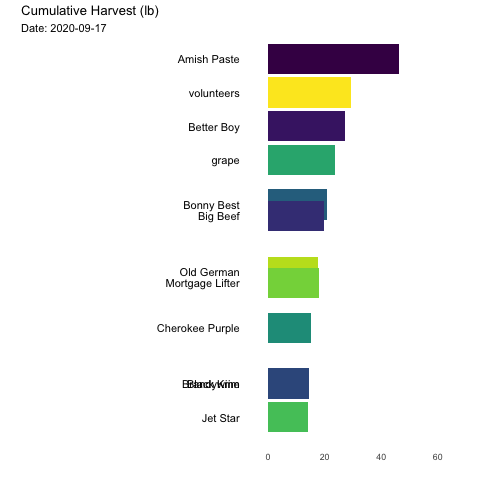 Cumulative Harvest (lb)
Date: 2020-09-17
Amish Paste
volunteers
Better Boy
grape
Bonny Best
Big Beef
Old German
Mortgage Lifter
Cherokee Purple
Jet Star
0 20 40 60